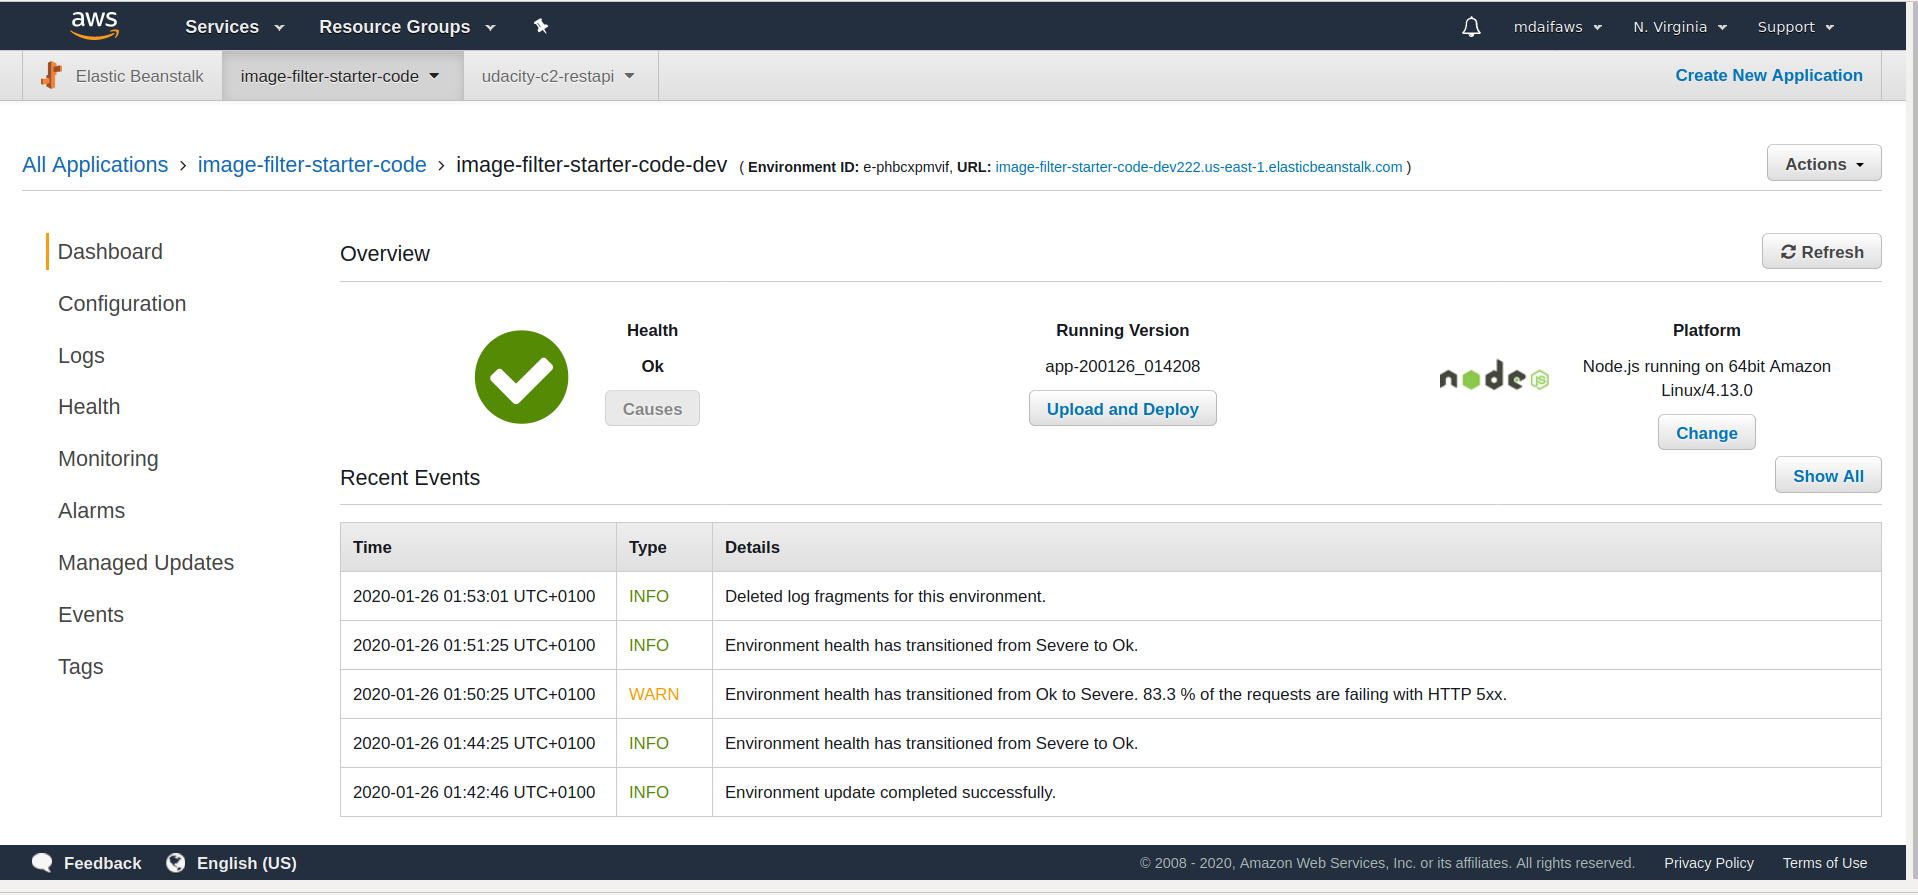 aws Services Resource Groups mdaifaws N. Virginia Support
Elastic Beanstalk image-filter-starter-code udacity-c2-restapi Create New Application
All Applications › image-filter-starter-code › image-filter-starter-code-dev ( Environment ID: e-phbcxpmvif, URL: image-filter-starter-code-dev222.us-east-1.elasticbeanstalk.com ) Actions
Dashboard
Configuration
Logs
Health
Monitoring
Alarms
Managed Updates
Events
Tags
Overview Refresh
Health
Ok
Causes
Running Version
app-200126_014208
Upload and Deploy
node JS
Platform
Node.js running on 64bit Amazon
Linux/4.13.0
Change
Recent Events Show All
Time Type Details
2020-01-26 01:53:01 UTC+0100 INFO Deleted log fragments for this environment.
2020-01-26 01:51:25 UTC+0100 INFO Environment health has transitioned from Severe to Ok.
2020-01-26 01:50:25 UTC+0100 WARN Environment health has transitioned from Ok to Severe. 83.3 % of the requests are failing with HTTP 5xx.
2020-01-26 01:44:25 UTC+0100 INFO Environment health has transitioned from Severe to Ok.
2020-01-26 01:42:46 UTC+0100 INFO Environment update completed successfully.
Feedback English (US) © 2008 - 2020, Amazon Web Services, Inc. or its affiliates. All rights reserved. Privacy Policy Terms of Use